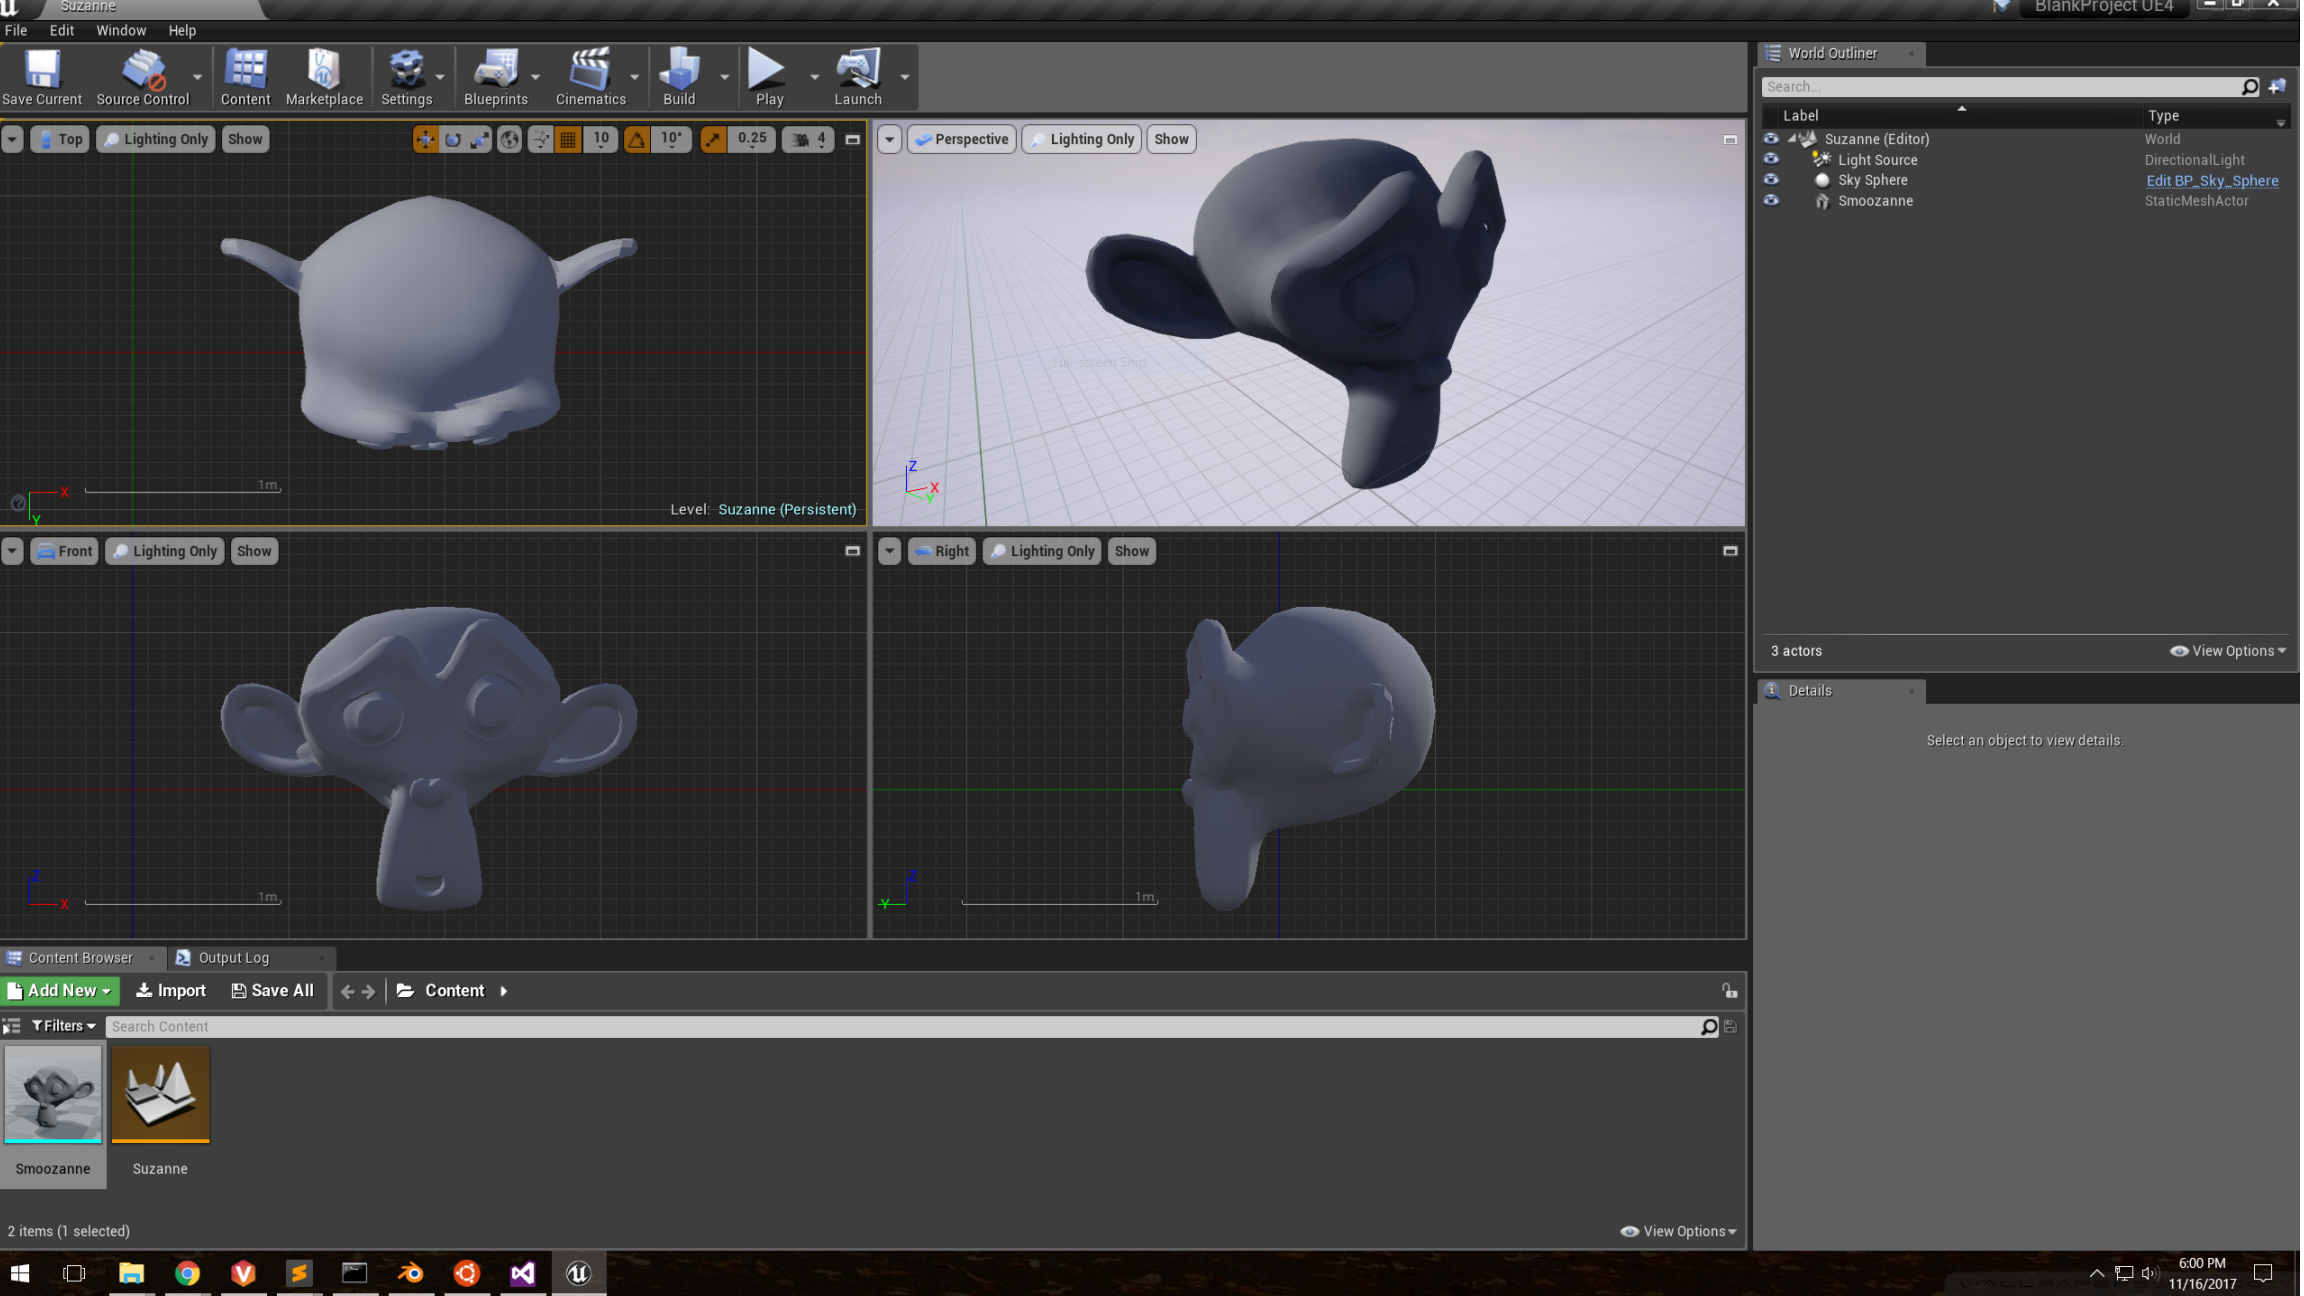 Suzanne
BlankProject UE4
File Edit Window Help
Save Current Source Control Content Marketplace Settings Blueprints Cinematics Build Play Launch
Top Lighting Only Show 10 10° 0.25 4
X
Y
1m
Level: Suzanne (Persistent)
Perspective Lighting Only Show
Full-screen Snip
Z
X
Y
Front Lighting Only Show
Z
X
1m
Right Lighting Only Show
Z
Y
1m
World Outliner
Search...
Label Type
Suzanne (Editor) World
Light Source DirectionalLight
Sky Sphere Edit BP_Sky_Sphere
Smoozanne StaticMeshActor
3 actors View Options
Details
Select an object to view details.
Content Browser Output Log
Add New Import Save All Content
Filters Search Content
Smoozanne Suzanne
2 items (1 selected) View Options
6:00 PM
11/16/2017